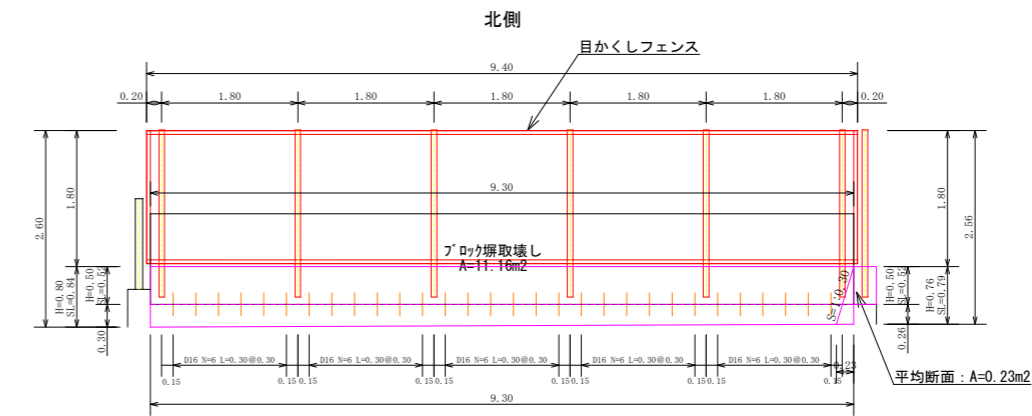 北側
目かくしフェンス
9.40
0.20 1.80 1.80 1.80 1.80 1.80 0.20
9.30
1.80
2.60
1.80
2.56
ブロック塀取壊し
A=11.16m2
H=0.80
SL=0.84
H=0.50
SL=0.52
0.30
S=1:0.30
H=0.50
SL=0.52
H=0.76
SL=0.79
0.26
D16 N=6 L=0.30@0.30 D16 N=6 L=0.30@0.30 D16 N=6 L=0.30@0.30 D16 N=6 L=0.30@0.30 D16 N=6 L=0.30@0.30
0.15 0.15 0.15 0.15 0.15 0.15 0.15 0.15 0.15 0.15
0.23
平均断面：A=0.23m2
9.30